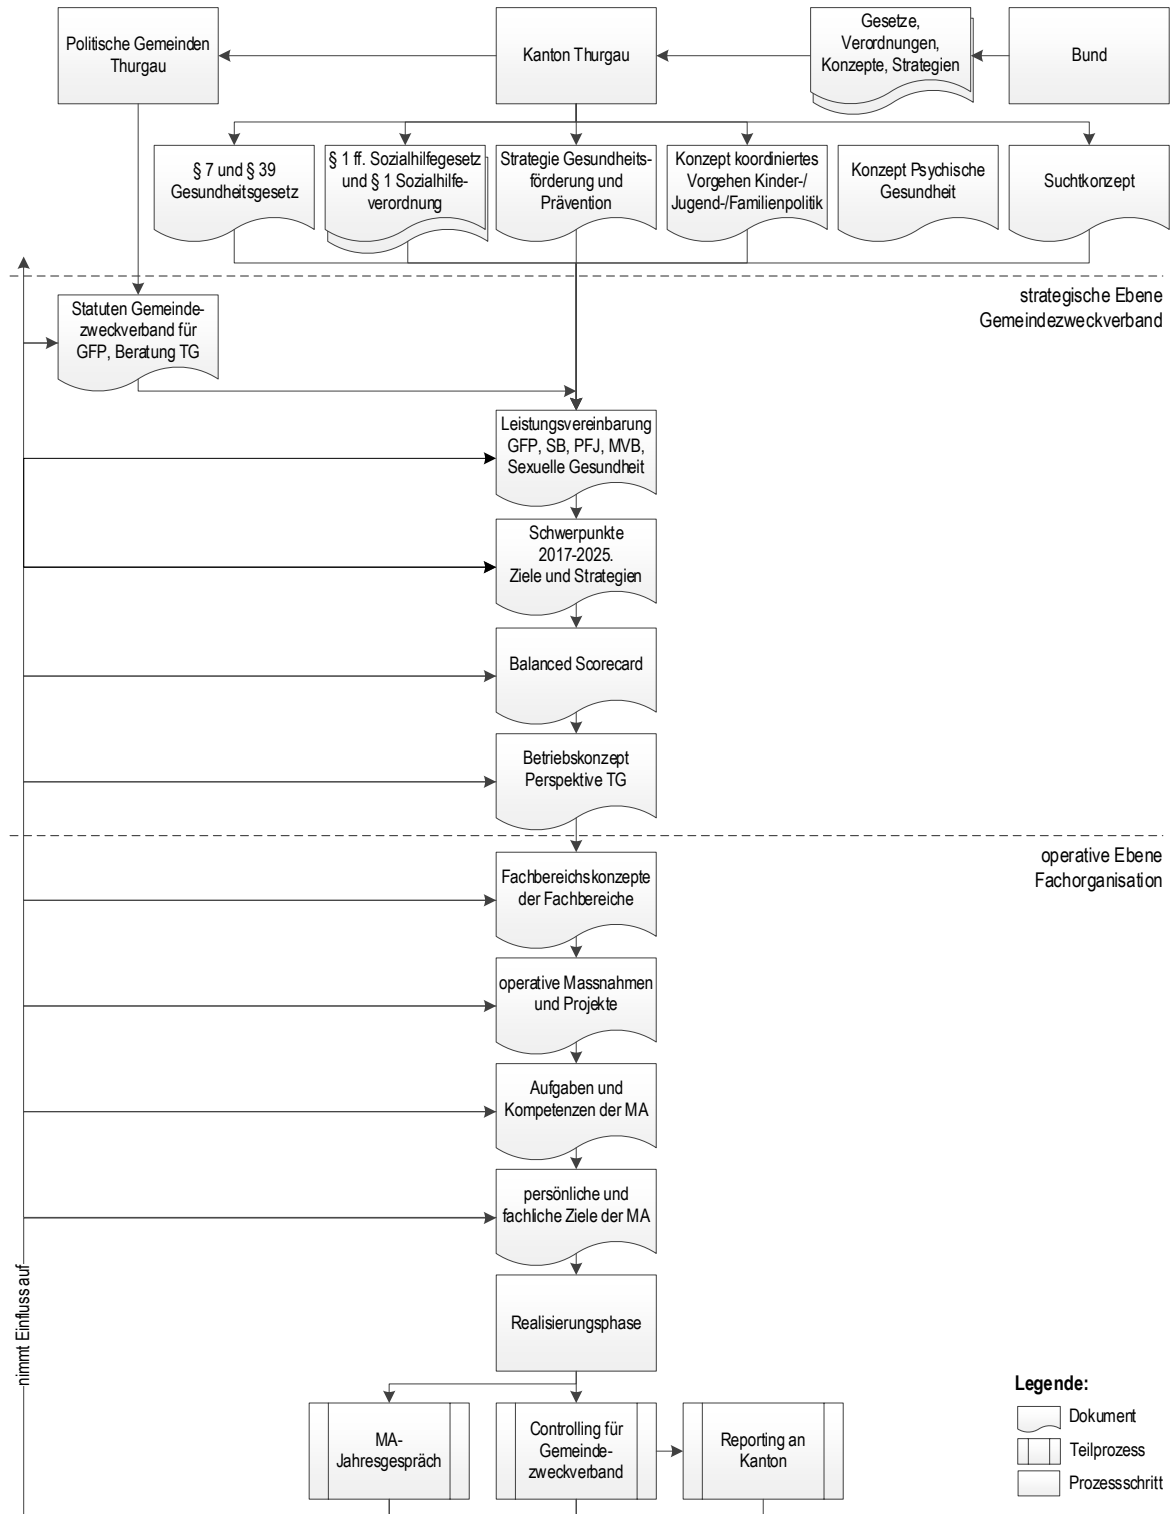 Politische Gemeinden
Thurgau
Kanton Thurgau
Gesetze,
Verordnungen,
Konzepte, Strategien
Bund
§ 7 und § 39
Gesundheitsgesetz
§ 1 ff. Sozialhilfegesetz
und § 1 Sozialhilfe-
verordnung
Strategie Gesundheits-
förderung und
Prävention
Konzept koordiniertes
Vorgehen Kinder-/
Jugend-/Familienpolitik
Konzept Psychische
Gesundheit
Suchtkonzept
strategische Ebene
Gemeindezweckverband
Statuten Gemeinde-
zweckverband für
GFP, Beratung TG
Leistungsvereinbarung
GFP, SB, PFJ, MVB,
Sexuelle Gesundheit
Schwerpunkte
2017-2025.
Ziele und Strategien
Balanced Scorecard
Betriebskonzept
Perspektive TG
operative Ebene
Fachorganisation
Fachbereichskonzepte
der Fachbereiche
operative Massnahmen
und Projekte
Aufgaben und
Kompetenzen der MA
persönliche und
fachliche Ziele der MA
nimmt Einfluss auf
Realisierungsphase
MA-
Jahresgespräch
Controlling für
Gemeinde-
zweckverband
Reporting an
Kanton
Legende:
Dokument
Teilprozess
Prozessschritt